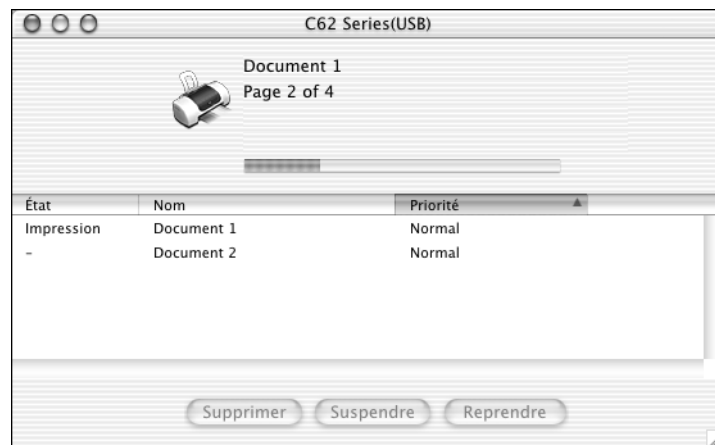 C62 Series(USB)
Document 1
Page 2 of 4
État Nom Priorité
Impression Document 1 Normal
- Document 2 Normal
Supprimer Suspendre Reprendre